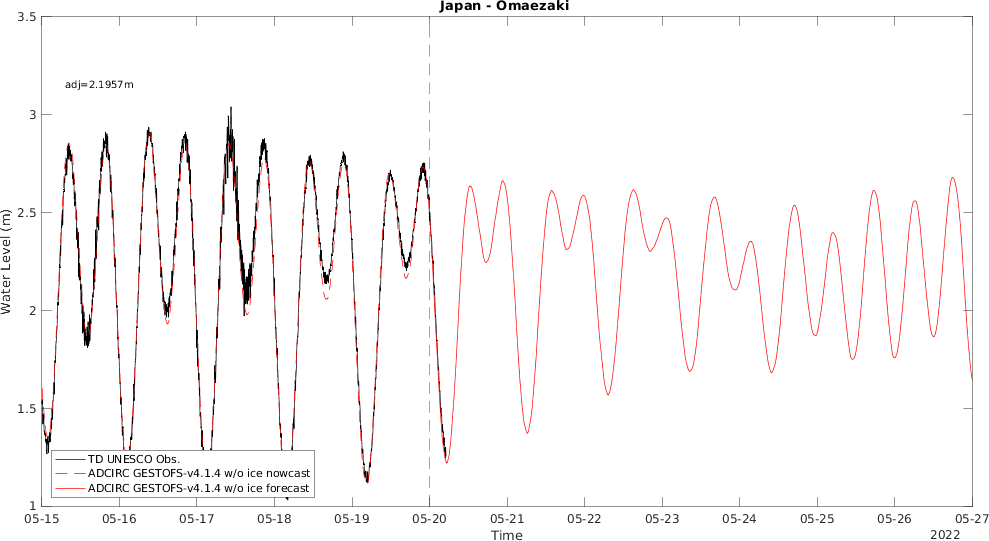 Japan - Omaezaki
3.5
adj=2.1957m
3
2.5
Water Level (m)
2
1.5
TD UNESCO Obs.
ADCIRC GESTOFS-v4.1.4 w/o ice nowcast
ADCIRC GESTOFS-v4.1.4 w/o ice forecast
1
05-15 05-16 05-17 05-18 05-19 05-20 05-21 05-22 05-23 05-24 05-25 05-26 05-27
Time
2022